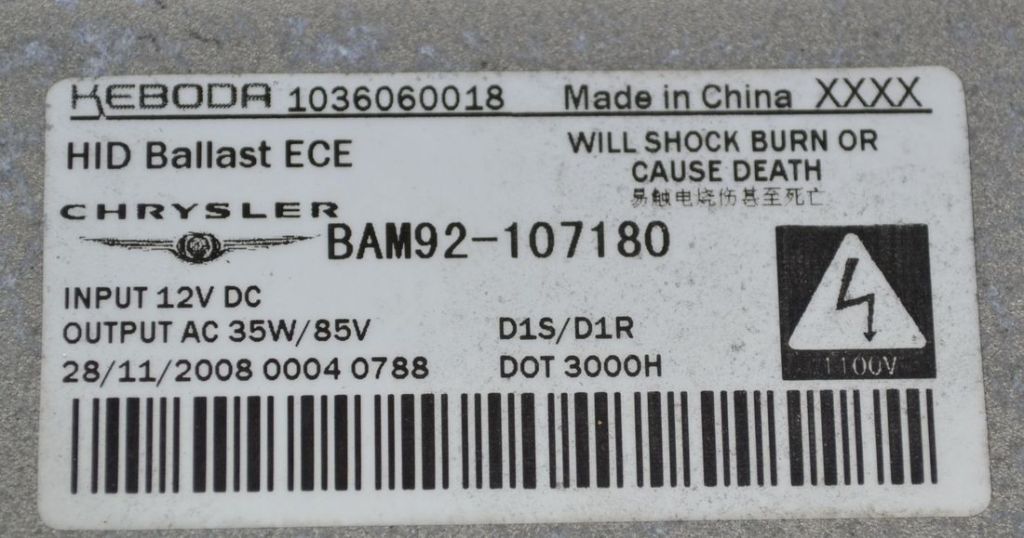 KEBODA 1036060018 Made in China XXXX
HID Ballast ECE
WILL SHOCK BURN OR
CAUSE DEATH
易触电烧伤甚至死亡
CHRYSLER
BAM92-107180
INPUT 12V DC
OUTPUT AC 35W/85V D1S/D1R
28/11/2008 0004 0788 DOT 3000H
1100V